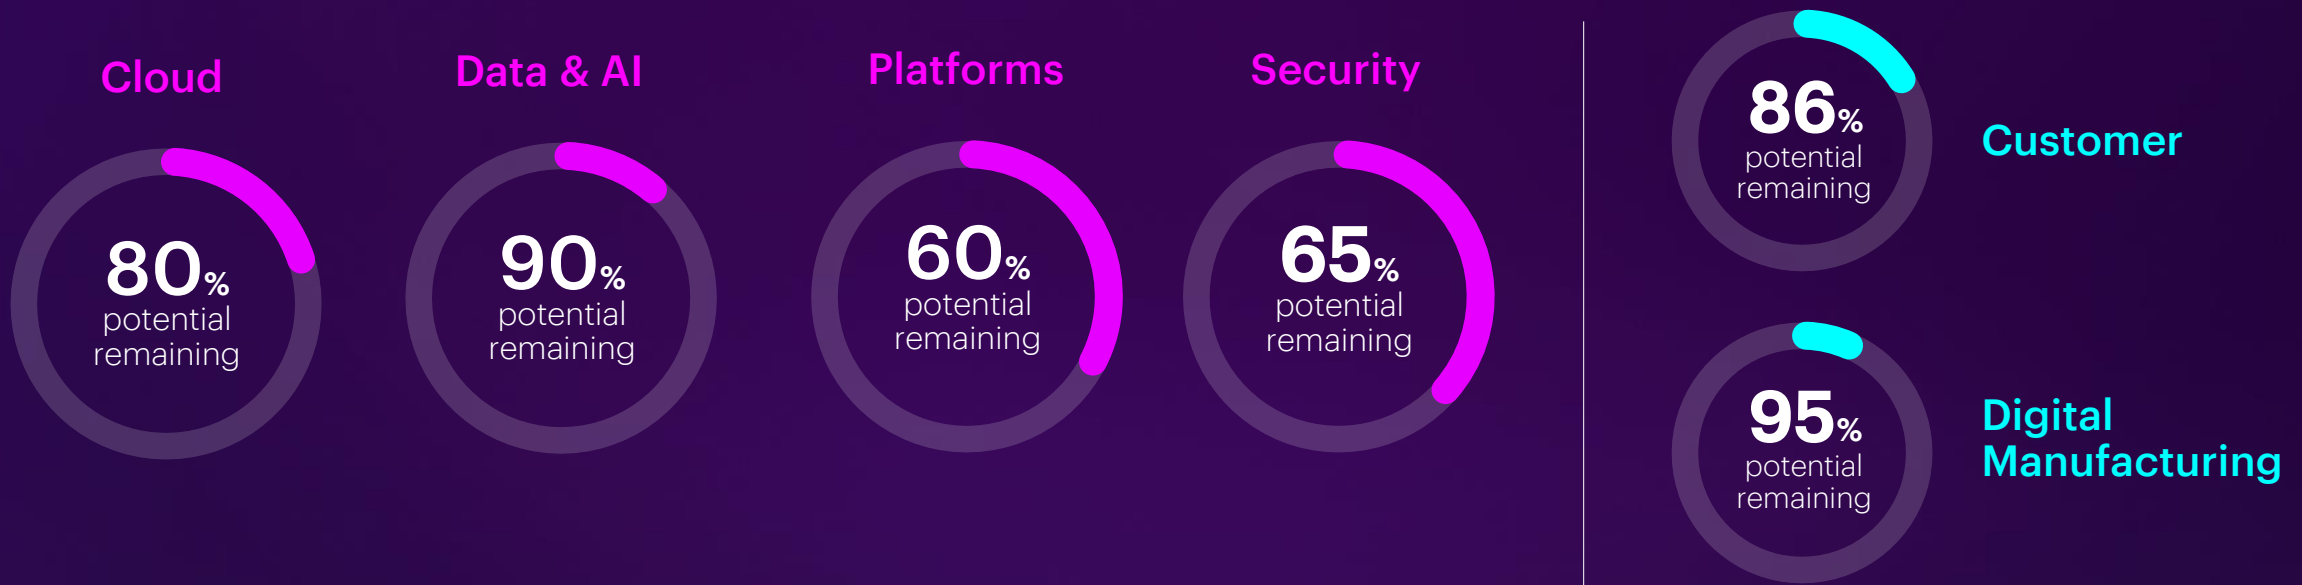 Cloud
80%
potential
remaining
Data & AI
90%
potential
remaining
Platforms
60%
potential
remaining
Security
65%
potential
remaining
86%
potential
remaining
Customer
95%
potential
remaining
Digital
Manufacturing